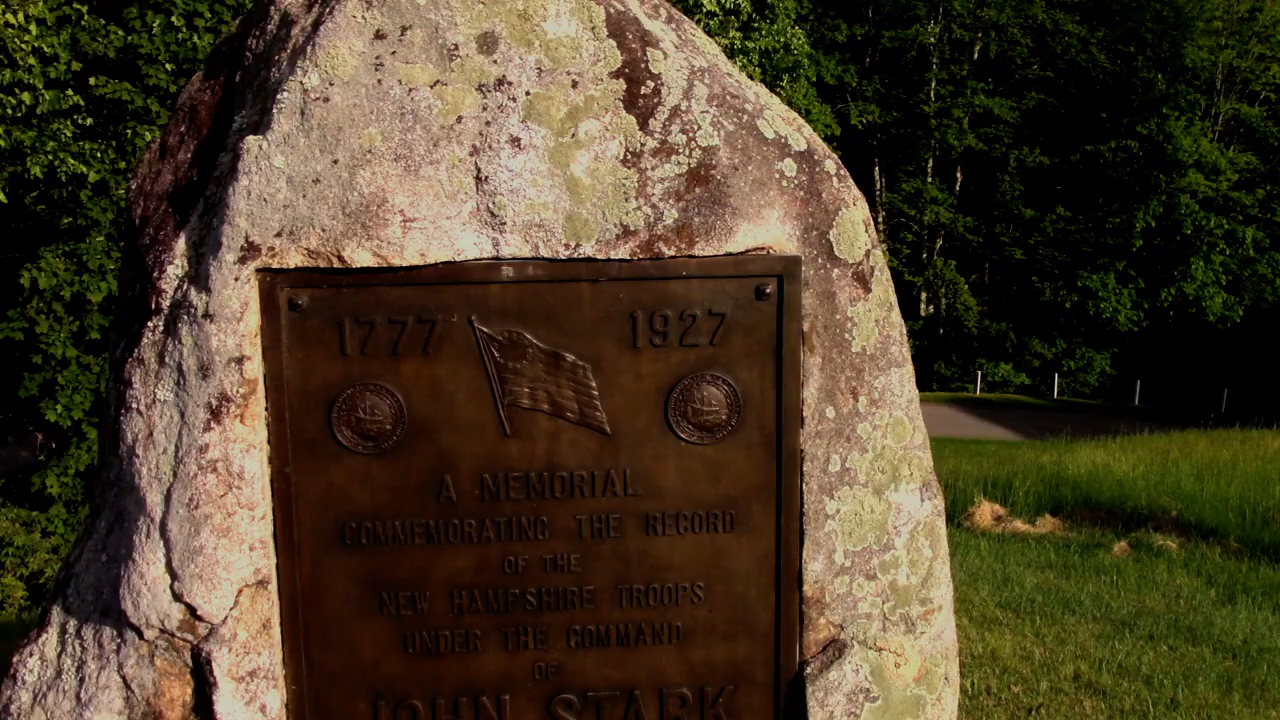 1777 1927
A MEMORIAL
COMMEMORATING THE RECORD
OF THE
NEW HAMPSHIRE TROOPS
UNDER THE COMMAND
OF
JOHN STARK